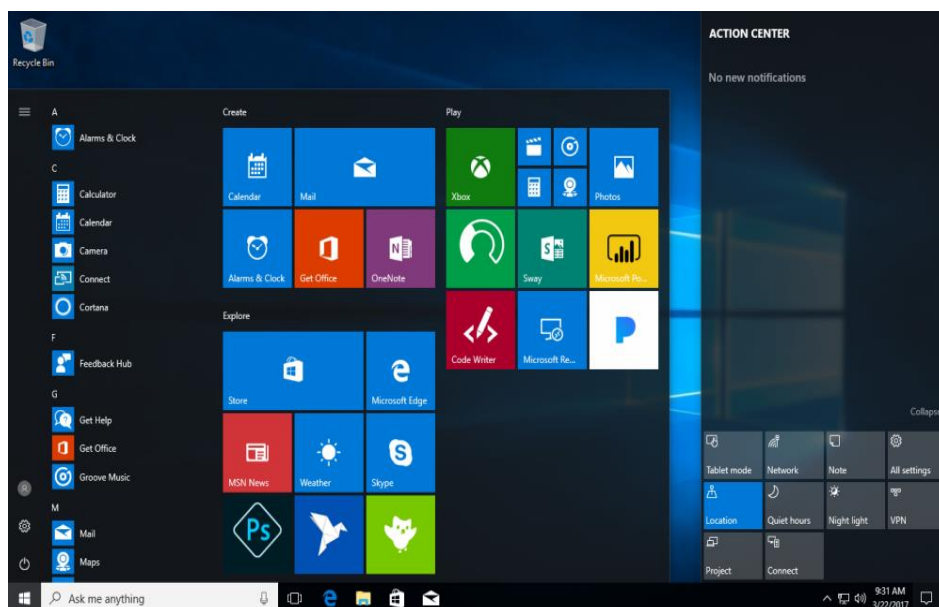 Recycle Bin
A
Alarms & Clock
C
Calculator
Calendar
Camera
Connect
Cortana
F
Feedback Hub
G
Get Help
Get Office
Groove Music
M
Mail
Maps
Create
Calendar
Mail
Alarms & Clock
Get Office
N
OneNote
Explore
Store
Microsoft Edge
MSN News
Weather
S
Skype
Ps
Play
Xbox
Photos
S
Sway
Microsoft Po...
Code Writer
Microsoft Re...
P
ACTION CENTER
No new notifications
Collapse
Tablet mode
Network
Note
All settings
Location
Quiet hours
Night light
VPN
Project
Connect
Ask me anything
9:31 AM
3/22/2017